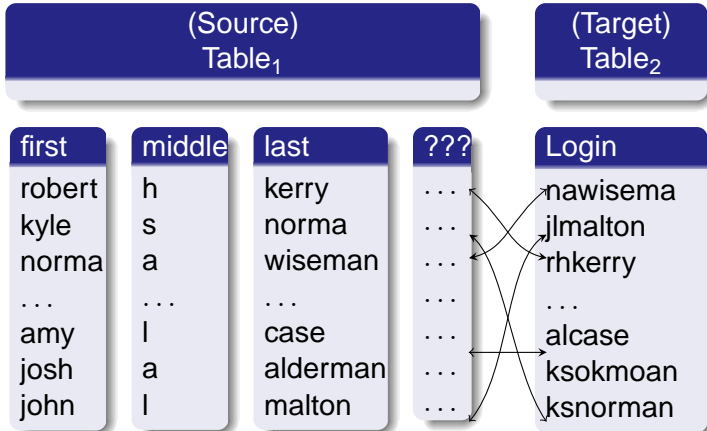 (Source) (Target)
Table₁ Table₂
first middle last ??? Login
robert h kerry ... nawisema
kyle s norma ... jlmalton
norma a wiseman ... rhkerry
... ... ... ... ...
amy l case ... alcase
josh a alderman ... ksokmoan
john l malton ... ksnorman